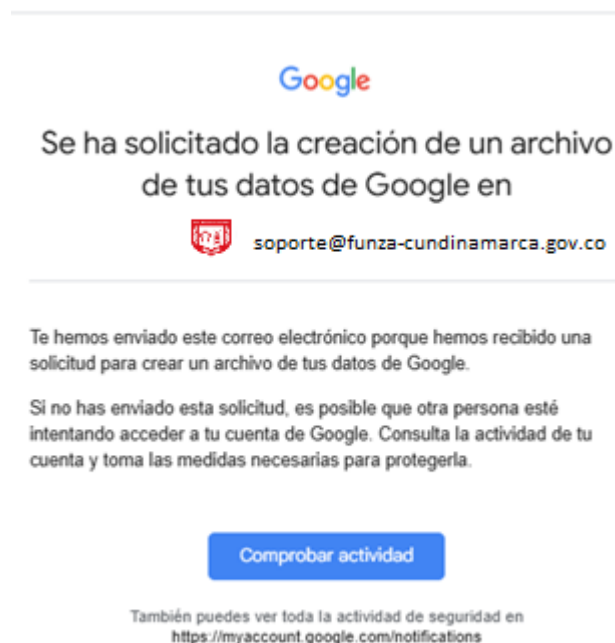 Google
Se ha solicitado la creación de un archivo
de tus datos de Google en
soporte@funza-cundinamarca.gov.co
Te hemos enviado este correo electrónico porque hemos recibido una
solicitud para crear un archivo de tus datos de Google.
Si no has enviado esta solicitud, es posible que otra persona esté
intentando acceder a tu cuenta de Google. Consulta la actividad de tu
cuenta y toma las medidas necesarias para protegerla.
Comprobar actividad
También puedes ver toda la actividad de seguridad en
https://myaccount.google.com/notifications